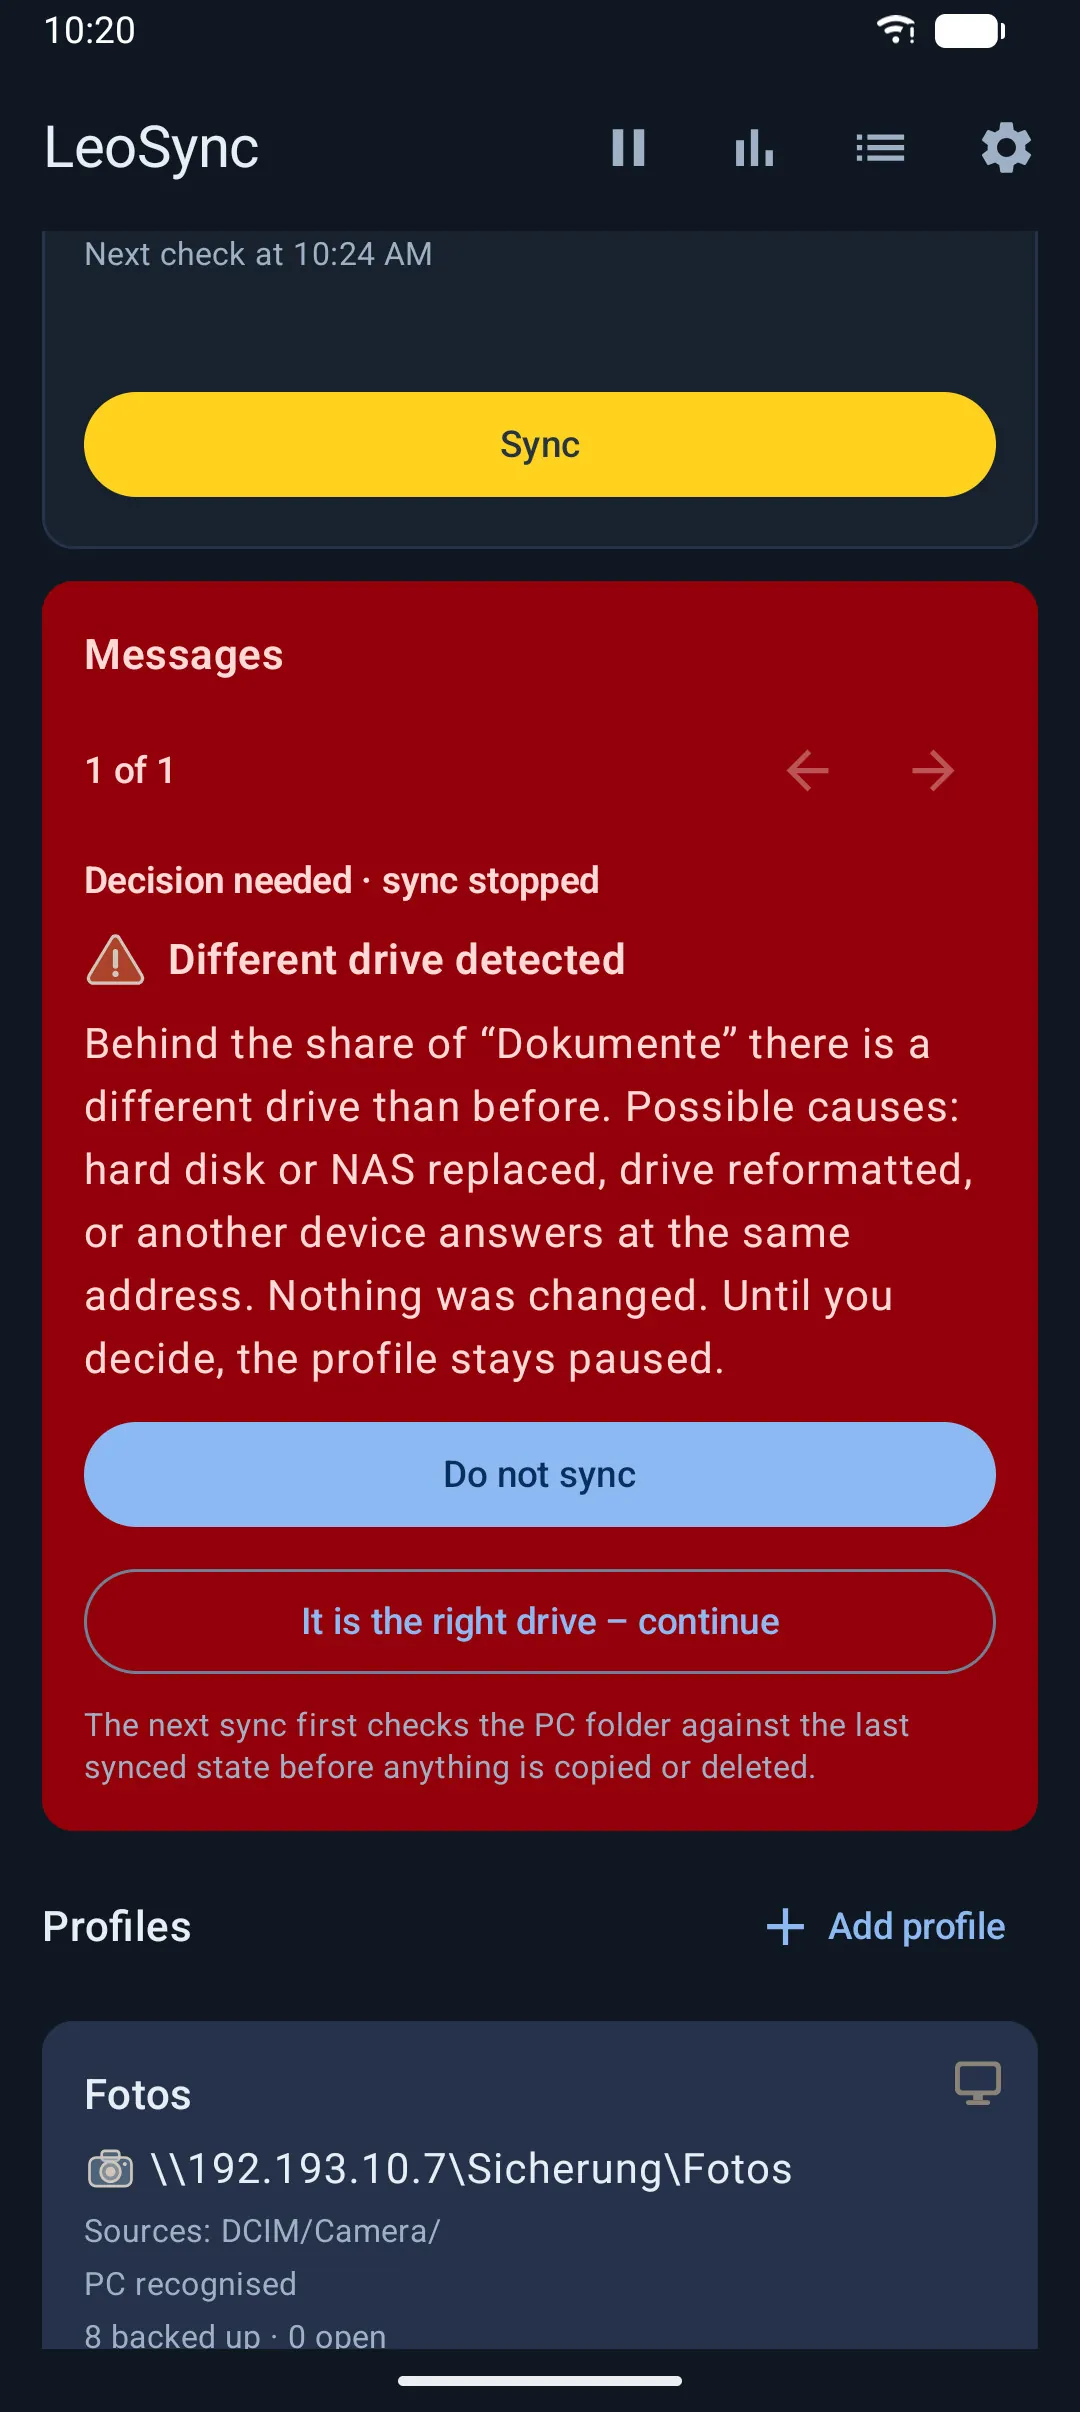 10:20
LeoSync
Next check at 10:24 AM
Sync
Messages
1 of 1
Decision needed · sync stopped
Different drive detected
Behind the share of “Dokumente” there is a
different drive than before. Possible causes:
hard disk or NAS replaced, drive reformatted,
or another device answers at the same
address. Nothing was changed. Until you
decide, the profile stays paused.
Do not sync
It is the right drive – continue
The next sync first checks the PC folder against the last
synced state before anything is copied or deleted.
Profiles
Add profile
Fotos
\\192.193.10.7\Sicherung\Fotos
Sources: DCIM/Camera/
PC recognised
8 backed up · 0 open